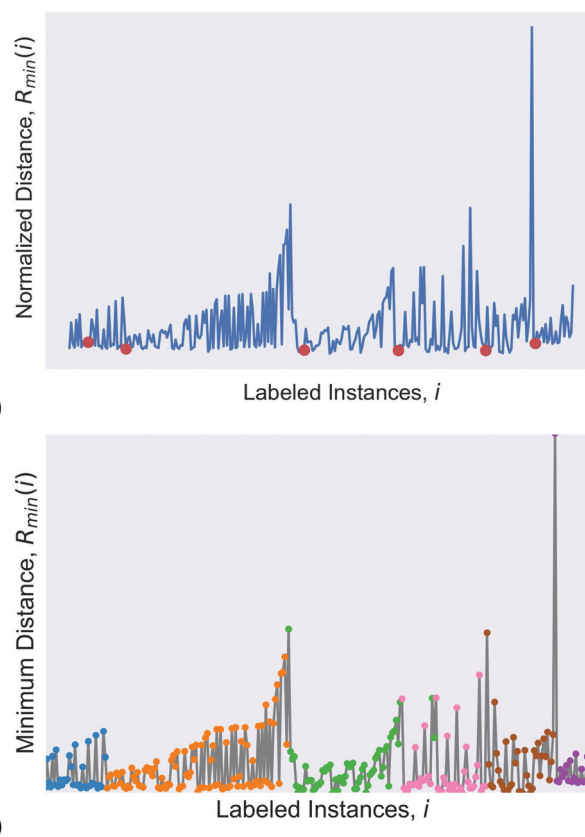 Normalized Distance, R_min(i)
Labeled Instances, i
)
Minimum Distance, R_min(i)
Labeled Instances, i
)